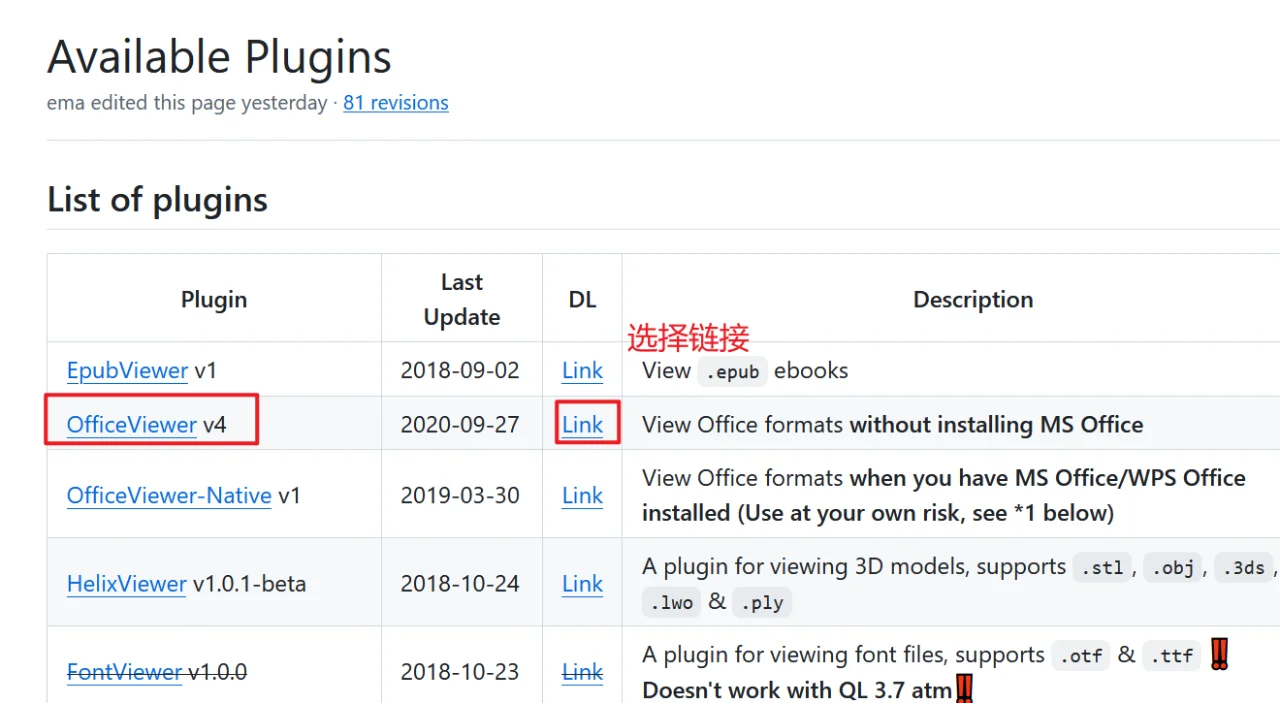 Available Plugins
ema edited this page yesterday · 81 revisions
List of plugins
Plugin Last Update DL Description
选择链接
EpubViewer v1 2018-09-02 Link View .epub ebooks
OfficeViewer v4 2020-09-27 Link View Office formats without installing MS Office
OfficeViewer-Native v1 2019-03-30 Link View Office formats when you have MS Office/WPS Office
installed (Use at your own risk, see *1 below)
HelixViewer v1.0.1-beta 2018-10-24 Link A plugin for viewing 3D models, supports .stl, .obj, .3ds,
.lwo & .ply
FontViewer v1.0.0 2018-10-23 Link A plugin for viewing font files, supports .otf & .ttf ‼️
Doesn't work with QL 3.7 atm‼️